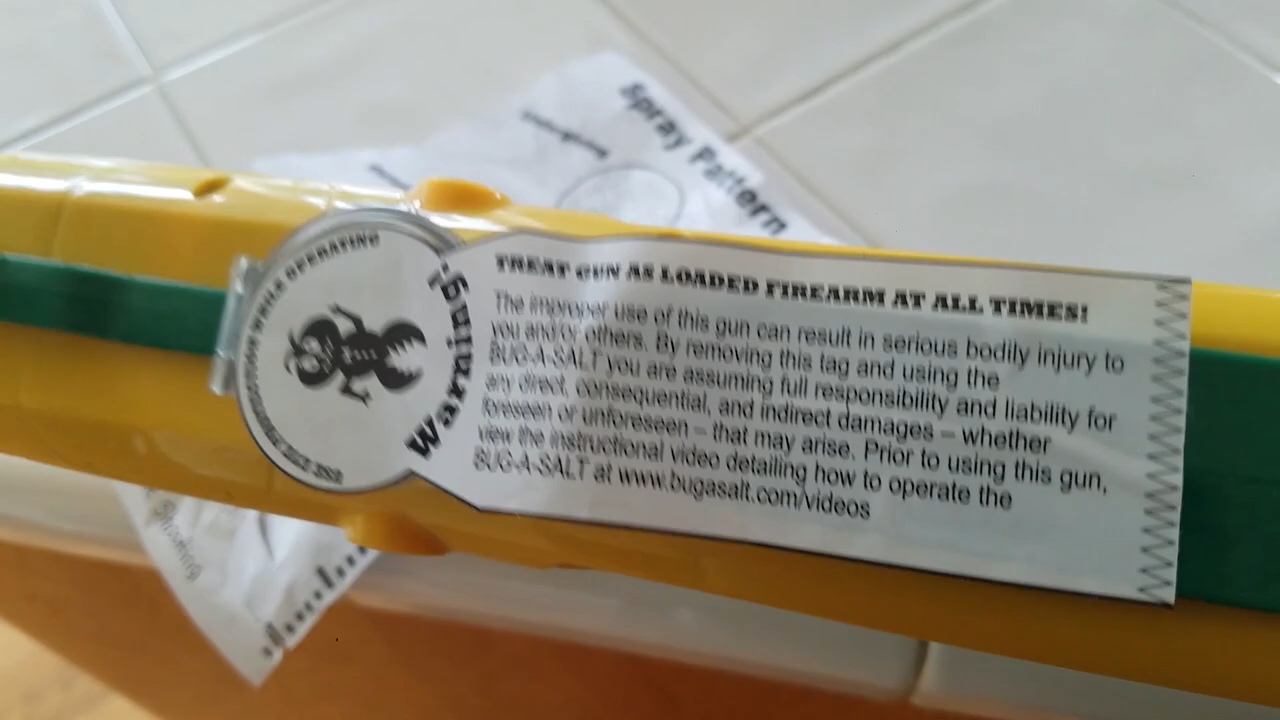 Spray Pattern
WHILE OPERATING
Warning:
TREAT GUN AS LOADED FIREARM AT ALL TIMES!
The improper use of this gun can result in serious bodily injury to
you and/or others. By removing this tag and using the
BUG-A-SALT you are assuming full responsibility and liability for
any direct, consequential, and indirect damages – whether
foreseen or unforeseen – that may arise. Prior to using this gun,
view the instructional video detailing how to operate the
BUG-A-SALT at www.bugasalt.com/videos